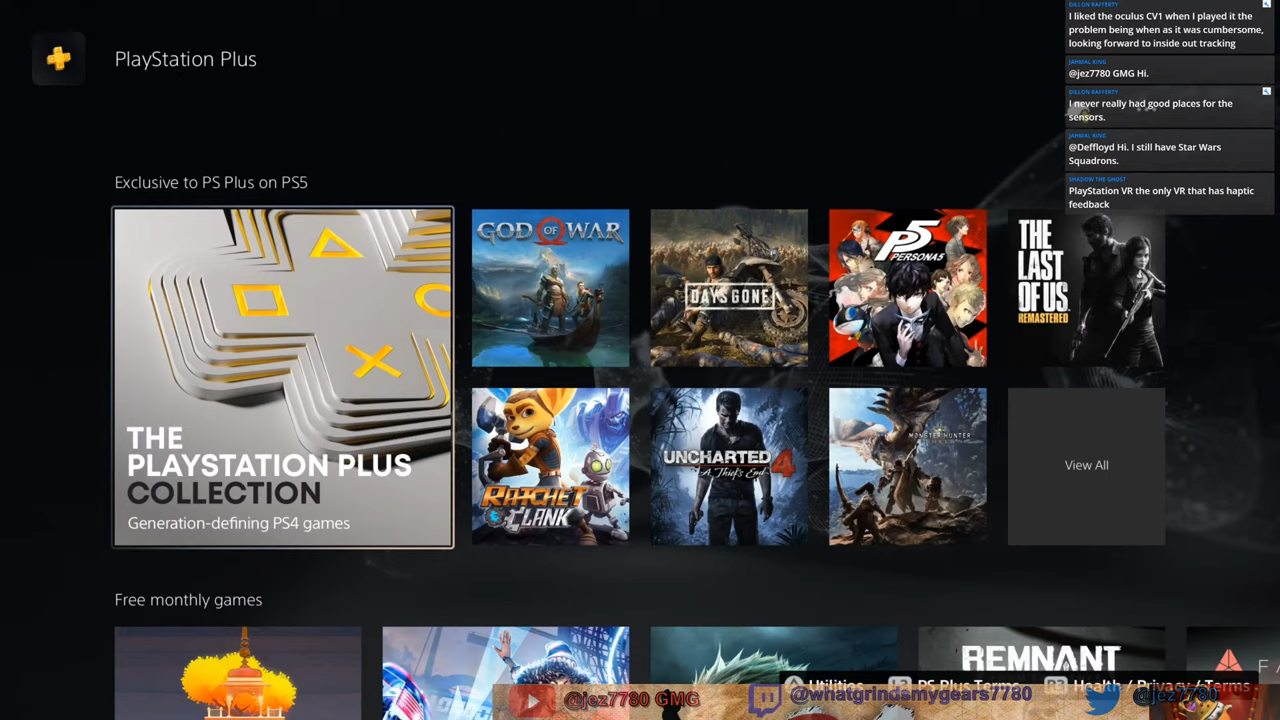 PlayStation Plus
DILLON RAFFERTY
I liked the oculus CV1 when I played it the
problem being when as it was cumbersome,
looking forward to inside out tracking
JAHMAL KING
@jez7780 GMG Hi.
DILLON RAFFERTY
I never really had good places for the
sensors.
JAHMAL KING
@Deffloyd Hi. I still have Star Wars
Squadrons.
SHADOW THE GHOST
PlayStation VR the only VR that has haptic
feedback
Exclusive to PS Plus on PS5
THE
PLAYSTATION PLUS
COLLECTION
Generation-defining PS4 games
GOD OF WAR
DAYS GONE
P5
PERSONA5
THE
LAST
OF US
REMASTERED
RATCHET
CLANK
UNCHARTED 4
A Thief's End
MONSTER HUNTER
View All
Free monthly games
REMNANT
Utilities
R3 Health / Privacy / Terms
PS Plus Terms
@jez7780 GMG
@whatgrindsmygears7780
@jez7780